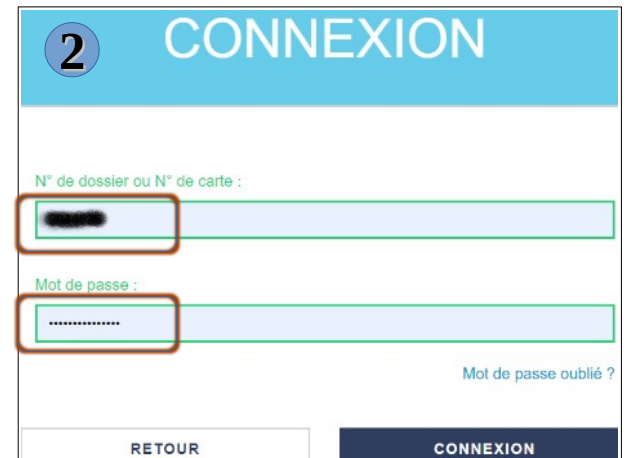 2 CONNEXION
N° de dossier ou N° de carte :
Mot de passe :
Mot de passe oublié ?
RETOUR CONNEXION